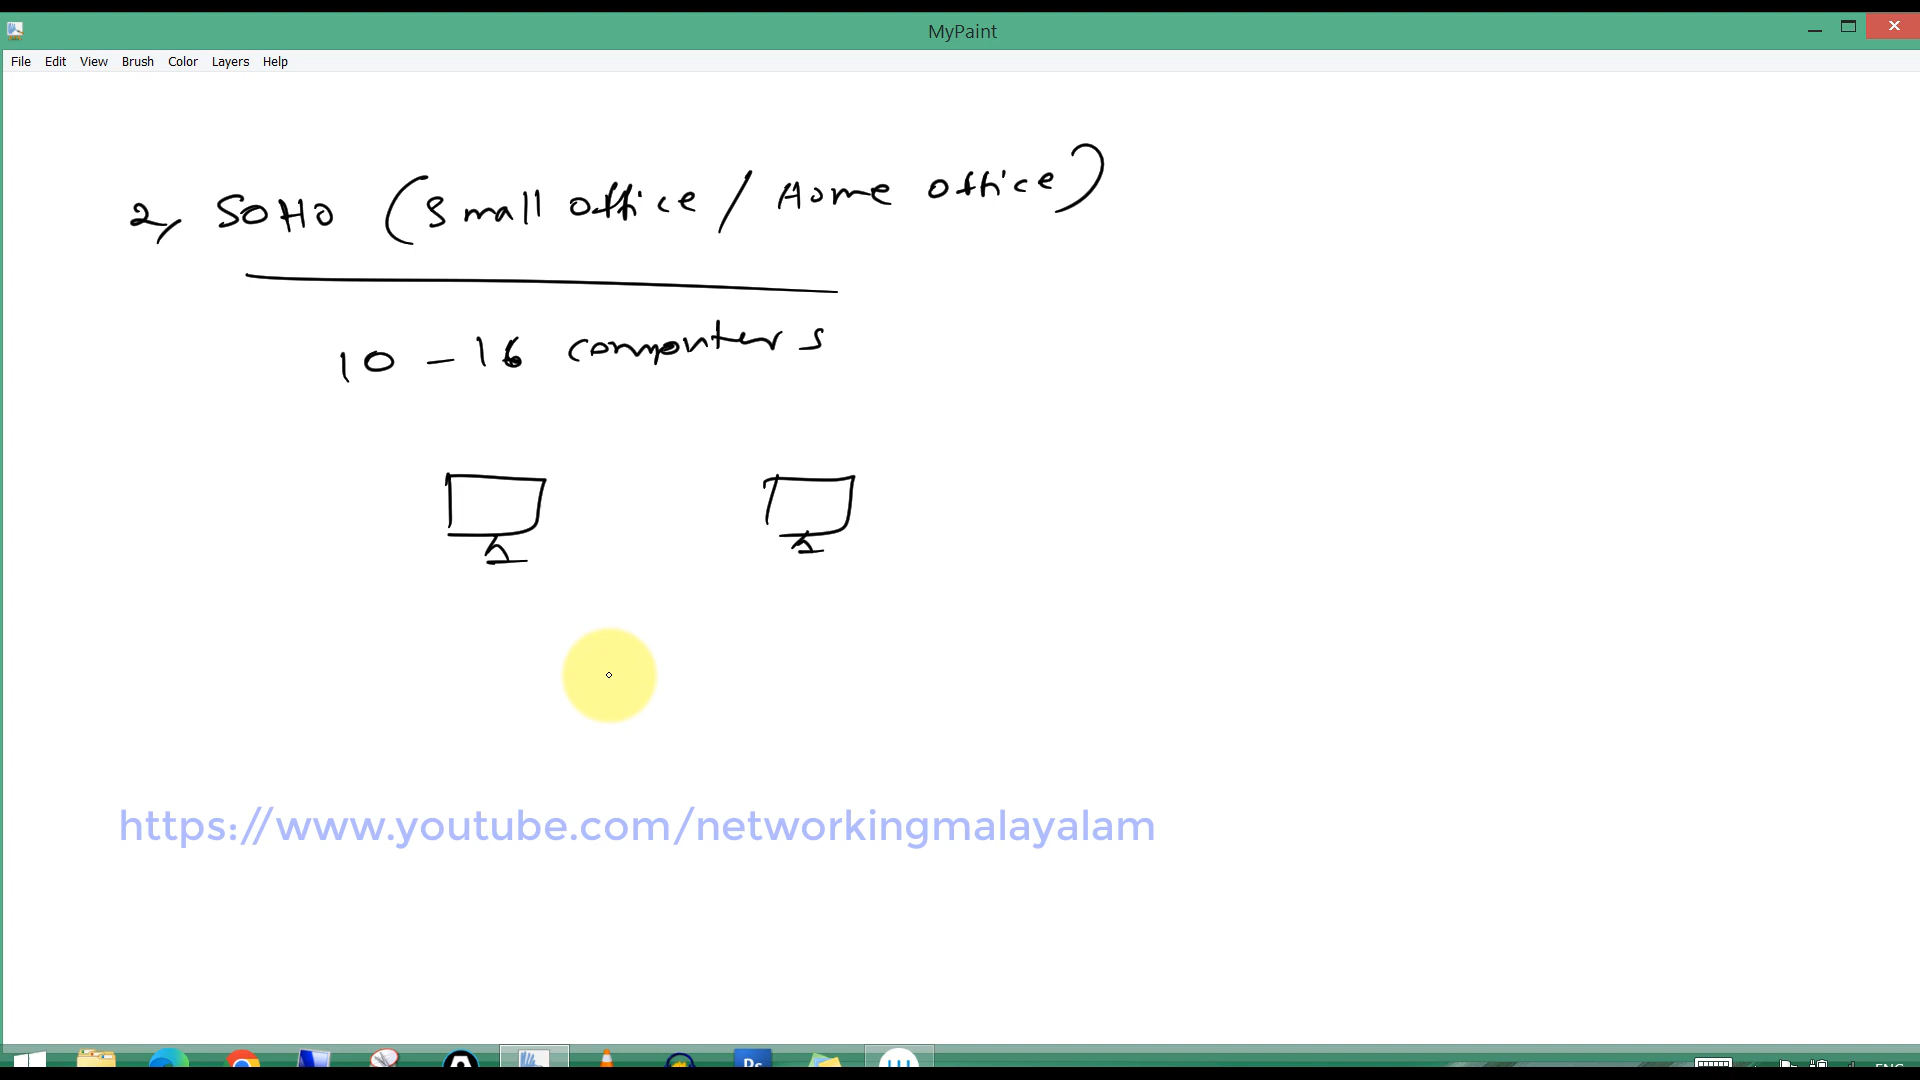 MyPaint
File Edit View Brush Color Layers Help
2, SOHO (Small office / Home office)
10 - 16 computers
https://www.youtube.com/networkingmalayalam